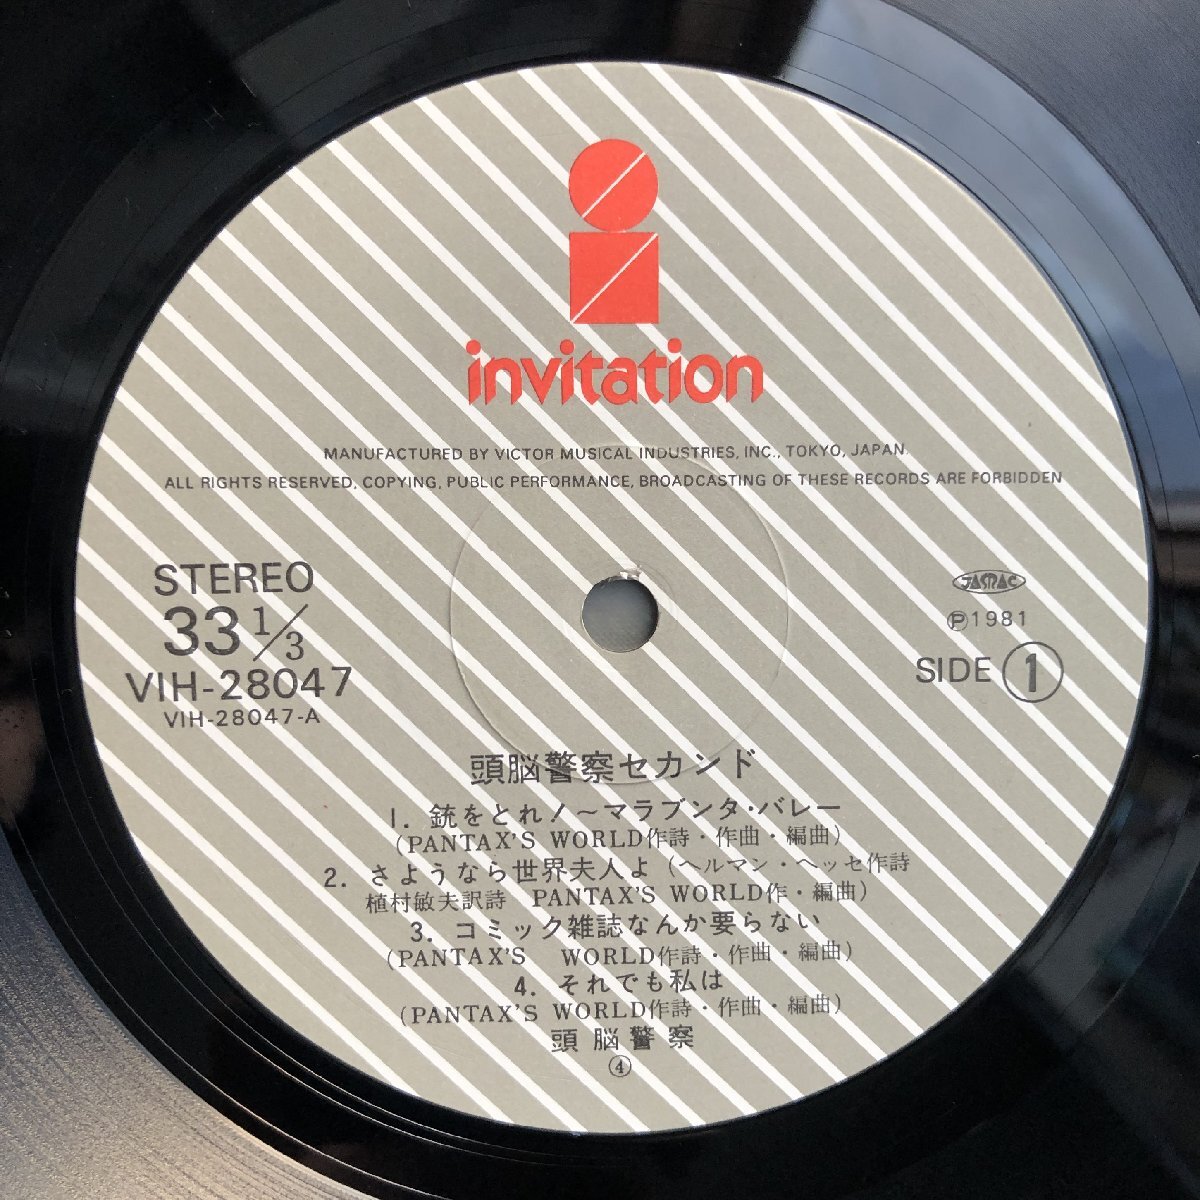 invitation
MANUFACTURED BY VICTOR MUSICAL INDUSTRIES, INC., TOKYO, JAPAN.
ALL RIGHTS RESERVED, COPYING, PUBLIC PERFORMANCE, BROADCASTING OF THESE RECORDS ARE FORBIDDEN
STEREO
33 1/3
VIH-28047
VIH-28047-A
JASRAC
Ⓟ1981
SIDE 1
頭脳警察セカンド
1. 銃をとれ!〜マラブンタ・バレー
(PANTAX'S WORLD作詩・作曲・編曲)
2. さようなら世界夫人よ (ヘルマン・ヘッセ作詩
植村敏夫訳詩 PANTAX'S WORLD作・編曲)
3. コミック雑誌なんか要らない
(PANTAX'S WORLD作詩・作曲・編曲)
4. それでも私は
(PANTAX'S WORLD作詩・作曲・編曲)
頭脳警察
④